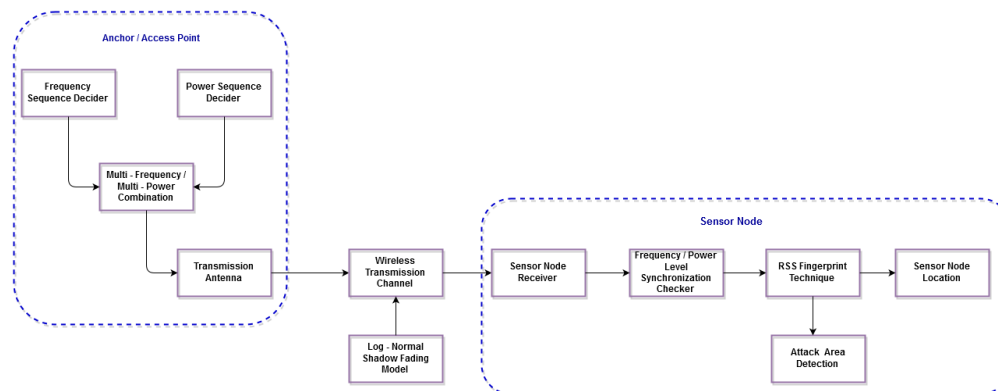 Anchor / Access Point
Frequency
Sequence Decider
Power Sequence
Decider
Multi - Frequency /
Multi - Power
Combination
Transmission
Antenna
Wireless
Transmission
Channel
Log - Normal
Shadow Fading
Model
Sensor Node
Sensor Node
Receiver
Frequency / Power
Level
Synchronization
Checker
RSS Fingerprint
Technique
Sensor Node
Location
Attack Area
Detection